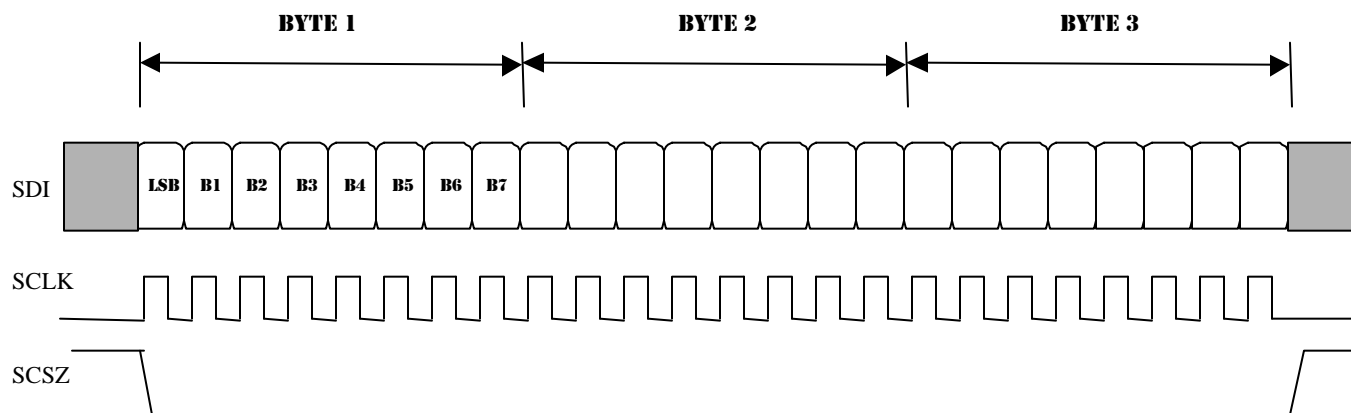 BYTE 1 BYTE 2 BYTE 3
SDI LSB B1 B2 B3 B4 B5 B6 B7
SCLK
SCSZ